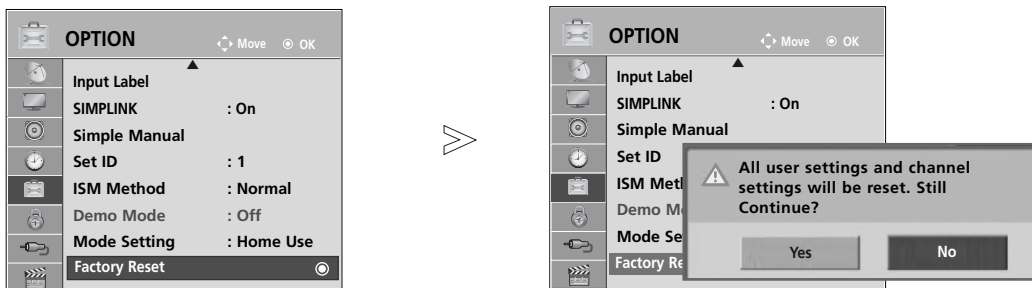 OPTION Move OK
Input Label
SIMPLINK : On
Simple Manual
Set ID : 1
ISM Method : Normal
Demo Mode : Off
Mode Setting : Home Use
Factory Reset
OPTION Move OK
Input Label
SIMPLINK : On
Simple Manual
Set ID
ISM Meth
Demo M
Mode Se
Factory Re
All user settings and channel
settings will be reset. Still
Continue?
Yes No